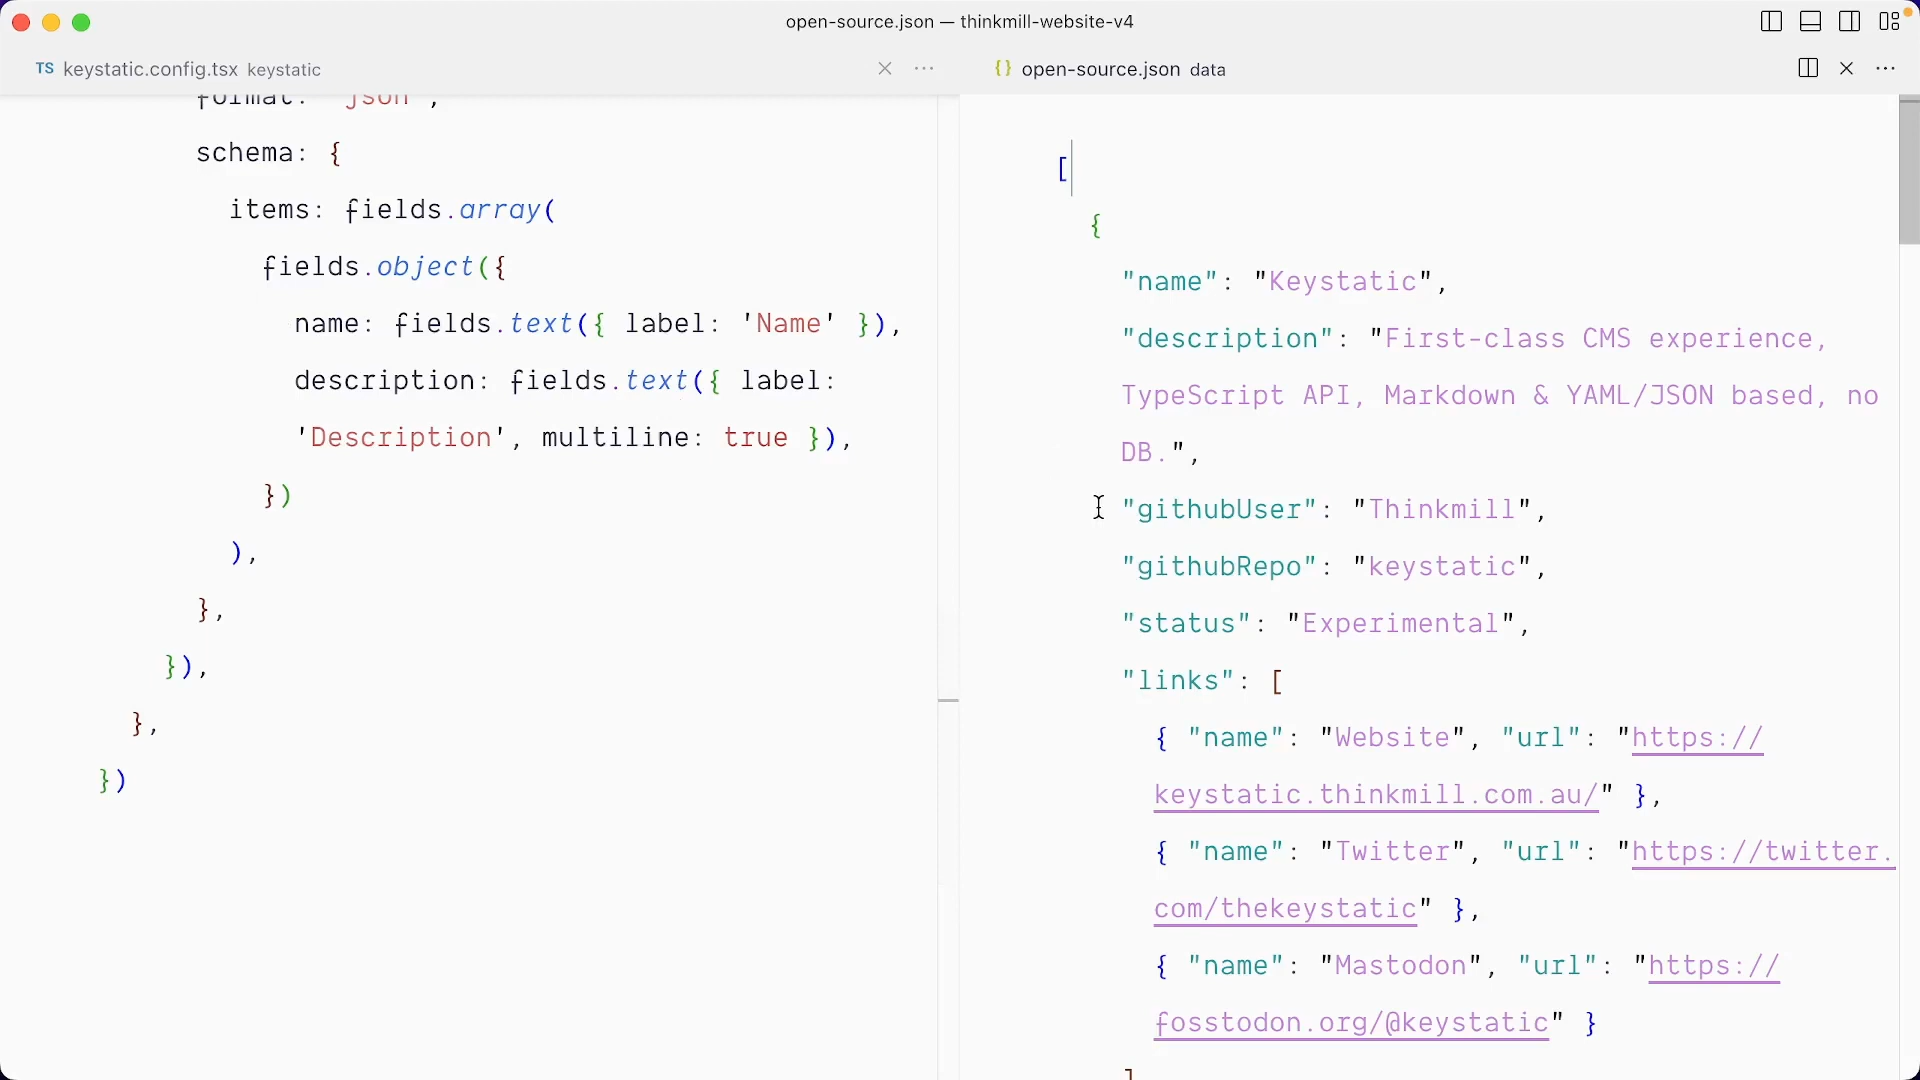 open-source.json — thinkmill-website-v4
TS keystatic.config.tsx keystatic
format: 'json',
schema: {
items: fields.array(
fields.object({
name: fields.text({ label: 'Name' }),
description: fields.text({ label:
'Description', multiline: true }),
})
),
},
}),
},
})
{} open-source.json data
[
{
"name": "Keystatic",
"description": "First-class CMS experience,
TypeScript API, Markdown & YAML/JSON based, no
DB.",
"githubUser": "Thinkmill",
"githubRepo": "keystatic",
"status": "Experimental",
"links": [
{ "name": "Website", "url": "https://
keystatic.thinkmill.com.au/" },
{ "name": "Twitter", "url": "https://twitter.
com/thekeystatic" },
{ "name": "Mastodon", "url": "https://
fosstodon.org/@keystatic" }
]